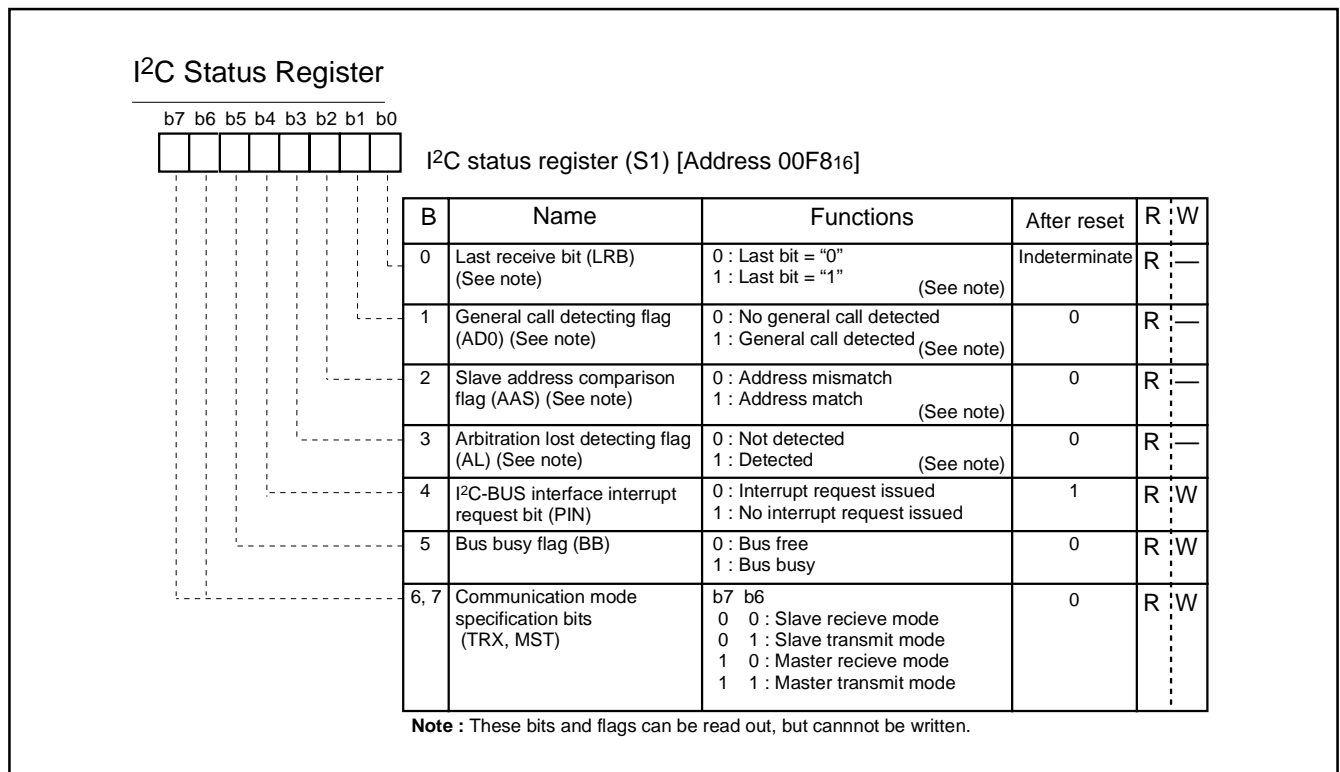 I2C Status Register
b7 b6 b5 b4 b3 b2 b1 b0
I2C status register (S1) [Address 00F816]
B Name Functions After reset R W
0 Last receive bit (LRB) (See note) 0 : Last bit = “0” 1 : Last bit = “1” (See note) Indeterminate R —
1 General call detecting flag (AD0) (See note) 0 : No general call detected 1 : General call detected (See note) 0 R —
2 Slave address comparison flag (AAS) (See note) 0 : Address mismatch 1 : Address match (See note) 0 R —
3 Arbitration lost detecting flag (AL) (See note) 0 : Not detected 1 : Detected (See note) 0 R —
4 I2C-BUS interface interrupt request bit (PIN) 0 : Interrupt request issued 1 : No interrupt request issued 1 R W
5 Bus busy flag (BB) 0 : Bus free 1 : Bus busy 0 R W
6, 7 Communication mode specification bits (TRX, MST) b7 b6 0 R W
0 0 : Slave recieve mode
0 1 : Slave transmit mode
1 0 : Master recieve mode
1 1 : Master transmit mode
Note : These bits and flags can be read out, but cannnot be written.